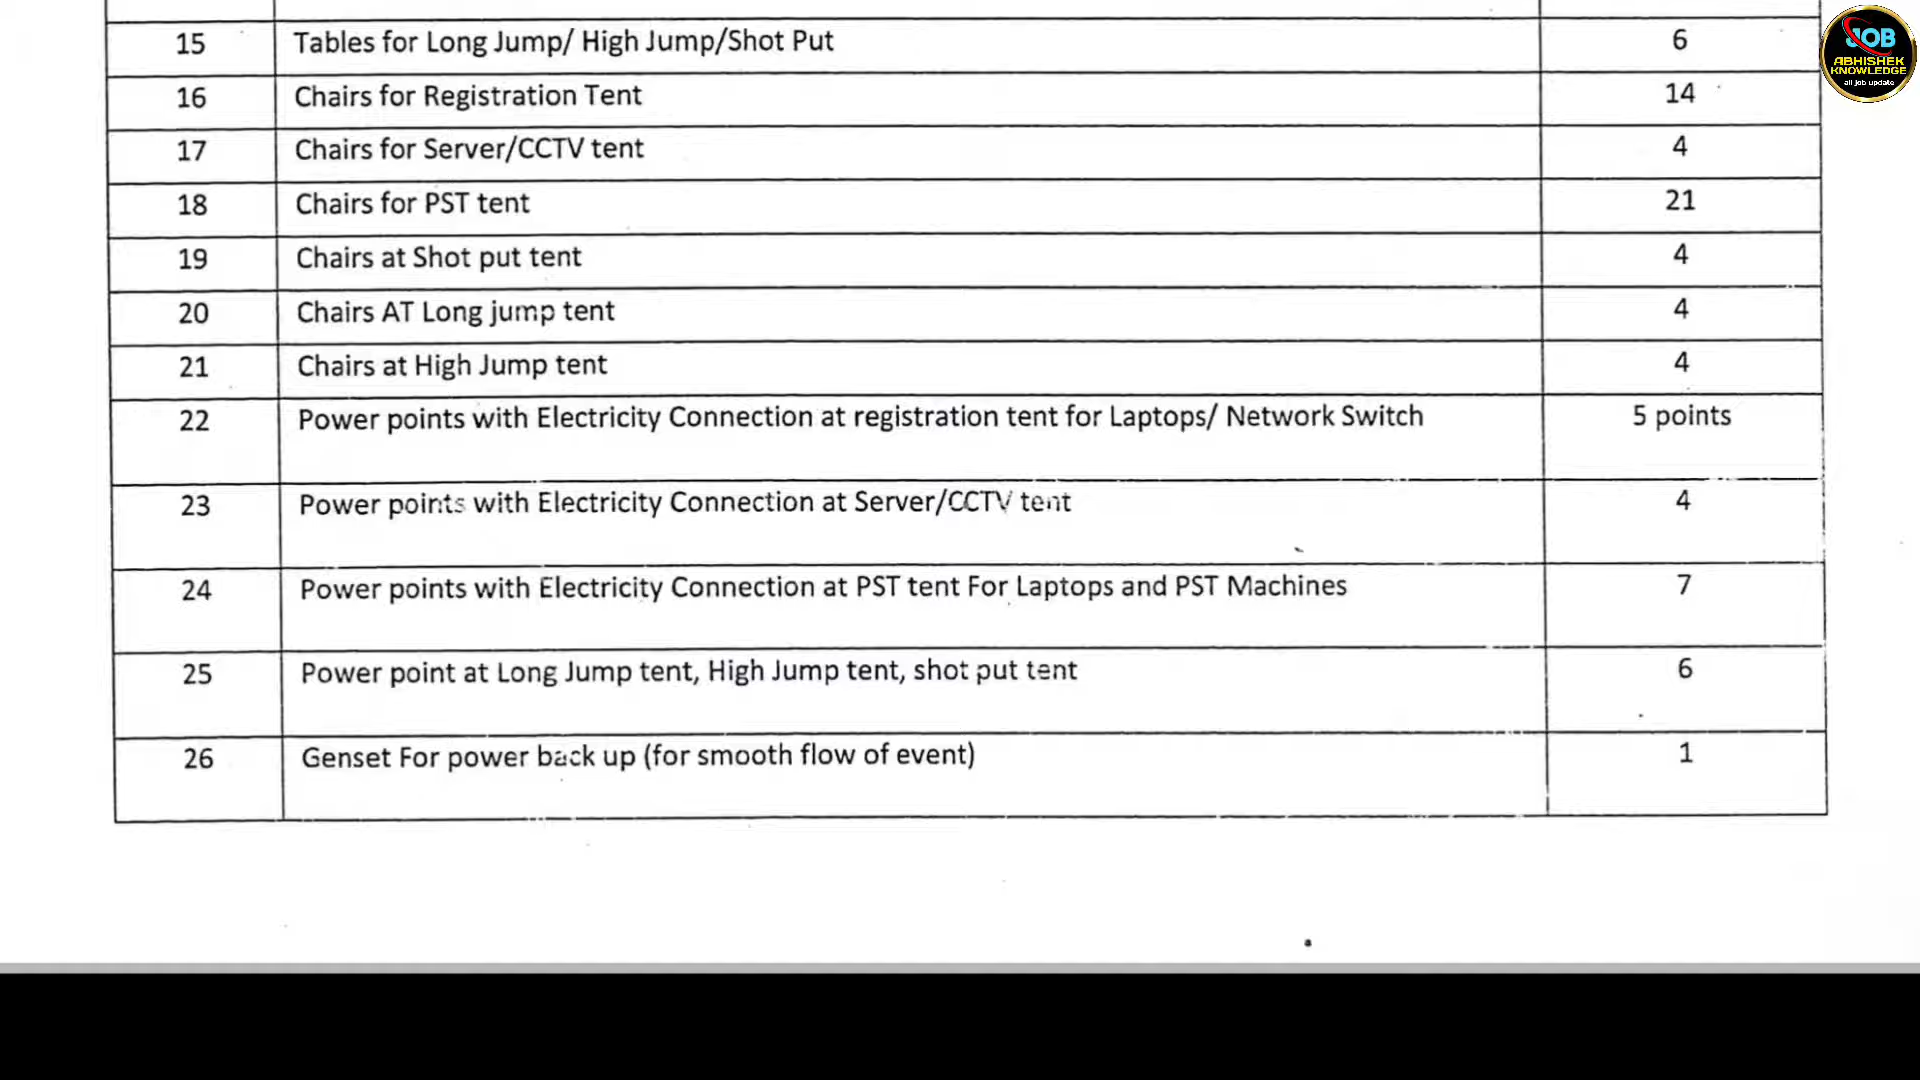 15 Tables for Long Jump/ High Jump/Shot Put 6
16 Chairs for Registration Tent 14
17 Chairs for Server/CCTV tent 4
18 Chairs for PST tent 21
19 Chairs at Shot put tent 4
20 Chairs AT Long jump tent 4
21 Chairs at High Jump tent 4
22 Power points with Electricity Connection at registration tent for Laptops/ Network Switch 5 points
23 Power points with Electricity Connection at Server/CCTV tent 4
24 Power points with Electricity Connection at PST tent For Laptops and PST Machines 7
25 Power point at Long Jump tent, High Jump tent, shot put tent 6
26 Genset For power back up (for smooth flow of event) 1
JOB
ABHISHEK
KNOWLEDGE
all job update